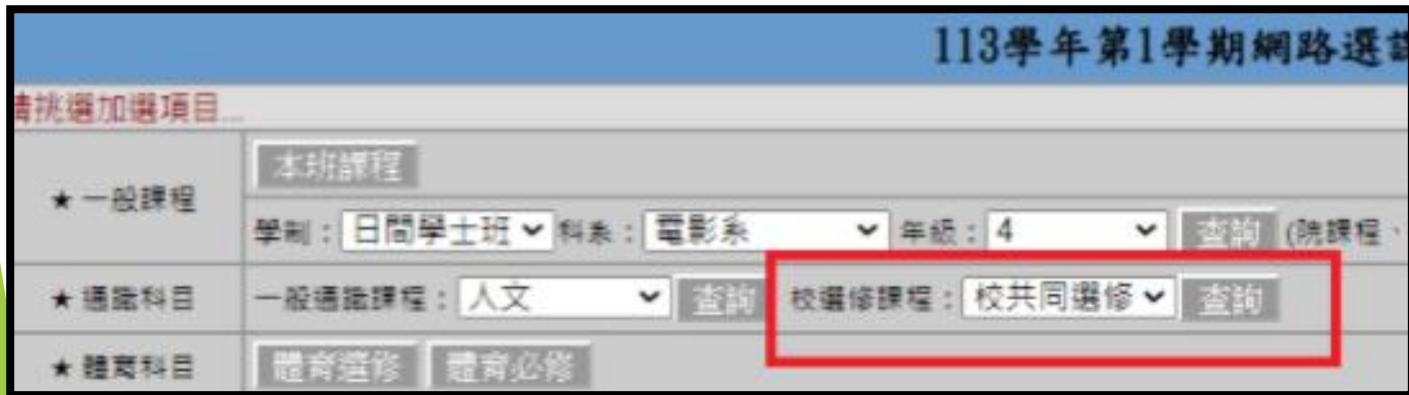 113學年第1學期網路選課
請挑選加選項目...
★ 一般課程
本班課程
學制：日間學士班 科系：電影系 年級：4 查詢 (院課程、
★ 通識科目 一般通識課程：人文 查詢 校選修課程：校共同選修 查詢
★ 體育科目 體育選修 體育必修